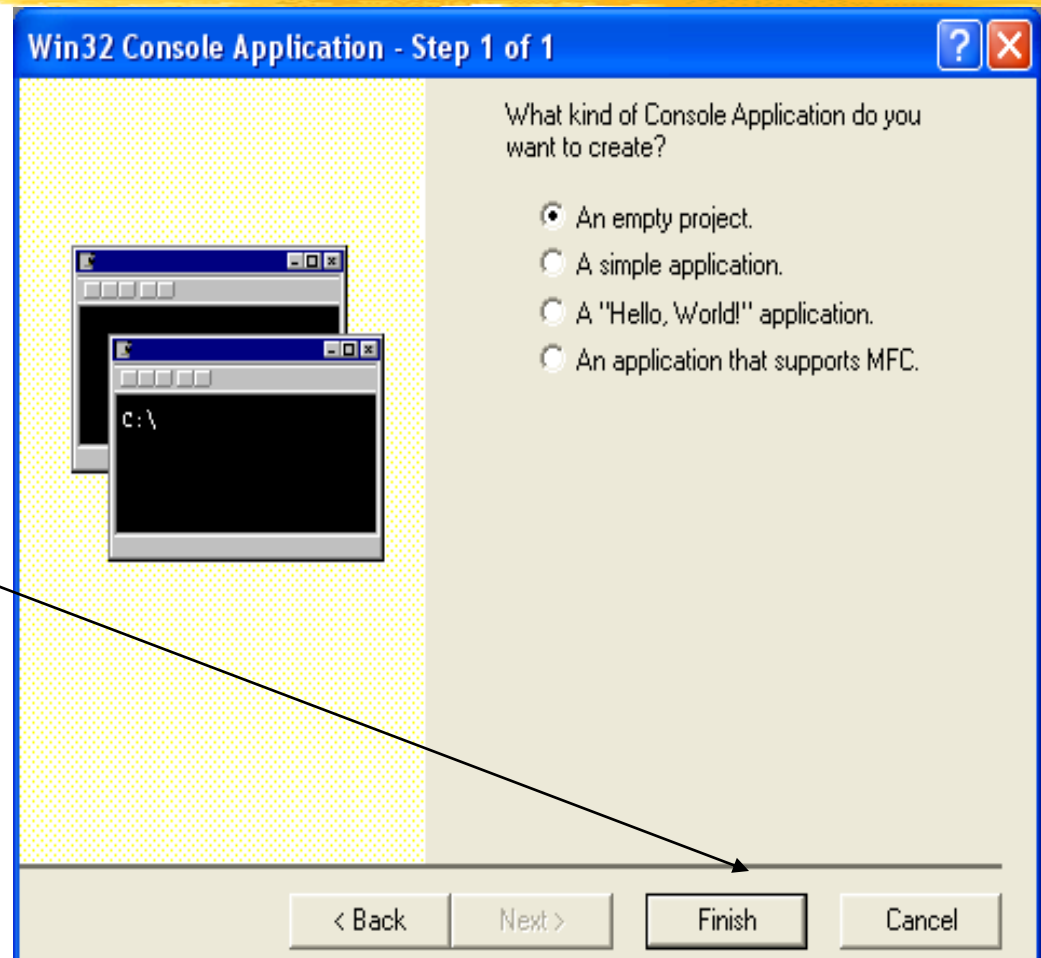 Win32 Console Application - Step 1 of 1
What kind of Console Application do you
want to create?
An empty project.
A simple application.
A "Hello, World!" application.
An application that supports MFC.
C:\
< Back
Next >
Finish
Cancel